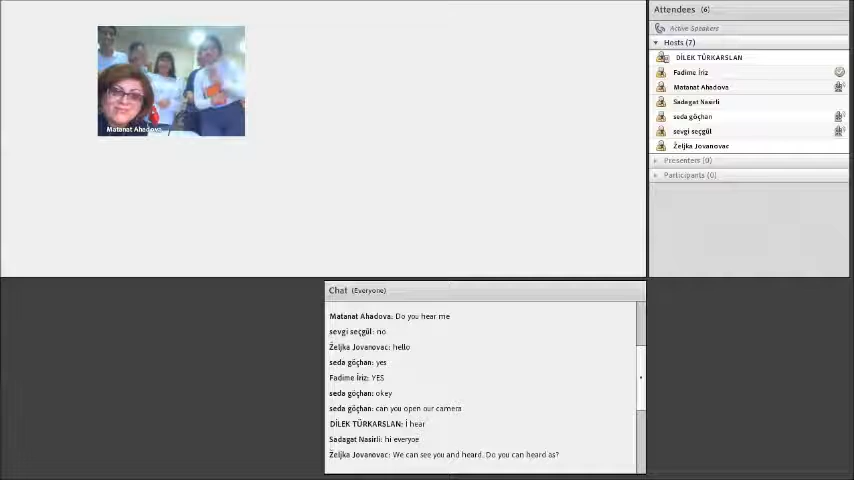 Matanat Ahadova
Attendees (6)
Active Speakers
Hosts (7)
DİLEK TÜRKARSLAN
Fadime İriz
Matanat Ahadova
Sadagat Nasirli
seda göçhan
sevgi seçgül
Željka Jovanovac
Presenters (0)
Participants (0)
Chat (Everyone)
Matanat Ahadova: Do you hear me
sevgi seçgül: no
Željka Jovanovac: hello
seda göçhan: yes
Fadime İriz: YES
seda göçhan: okey
seda göçhan: can you open our camera
DİLEK TÜRKARSLAN: İ hear
Sadagat Nasirli: hi everyoe
Željka Jovanovac: We can see you and heard. Do you can heard as?